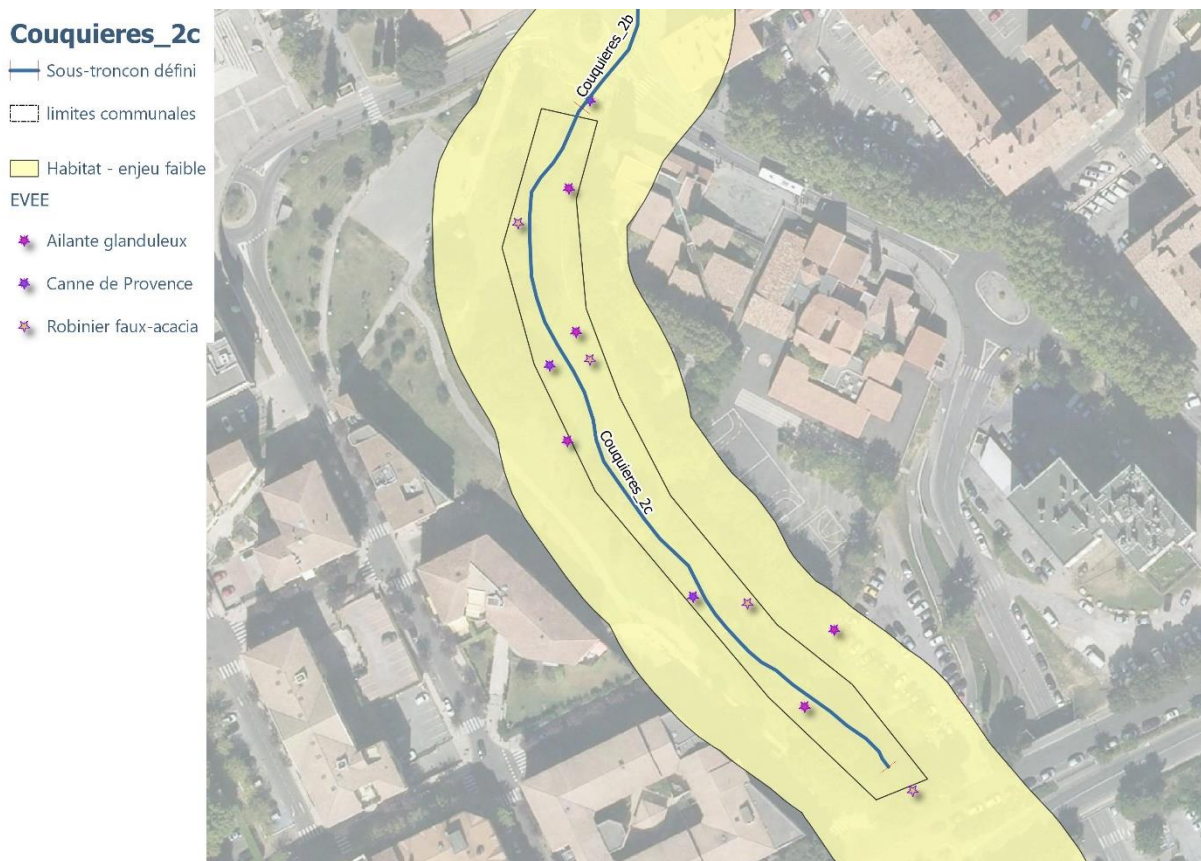 Couquieres_2c
Sous-troncon défini
limites communales
Habitat - enjeu faible
EVEE
Ailante glanduleux
Canne de Provence
Robinier faux-acacia
Couquieres_2b
Couquieres_2c